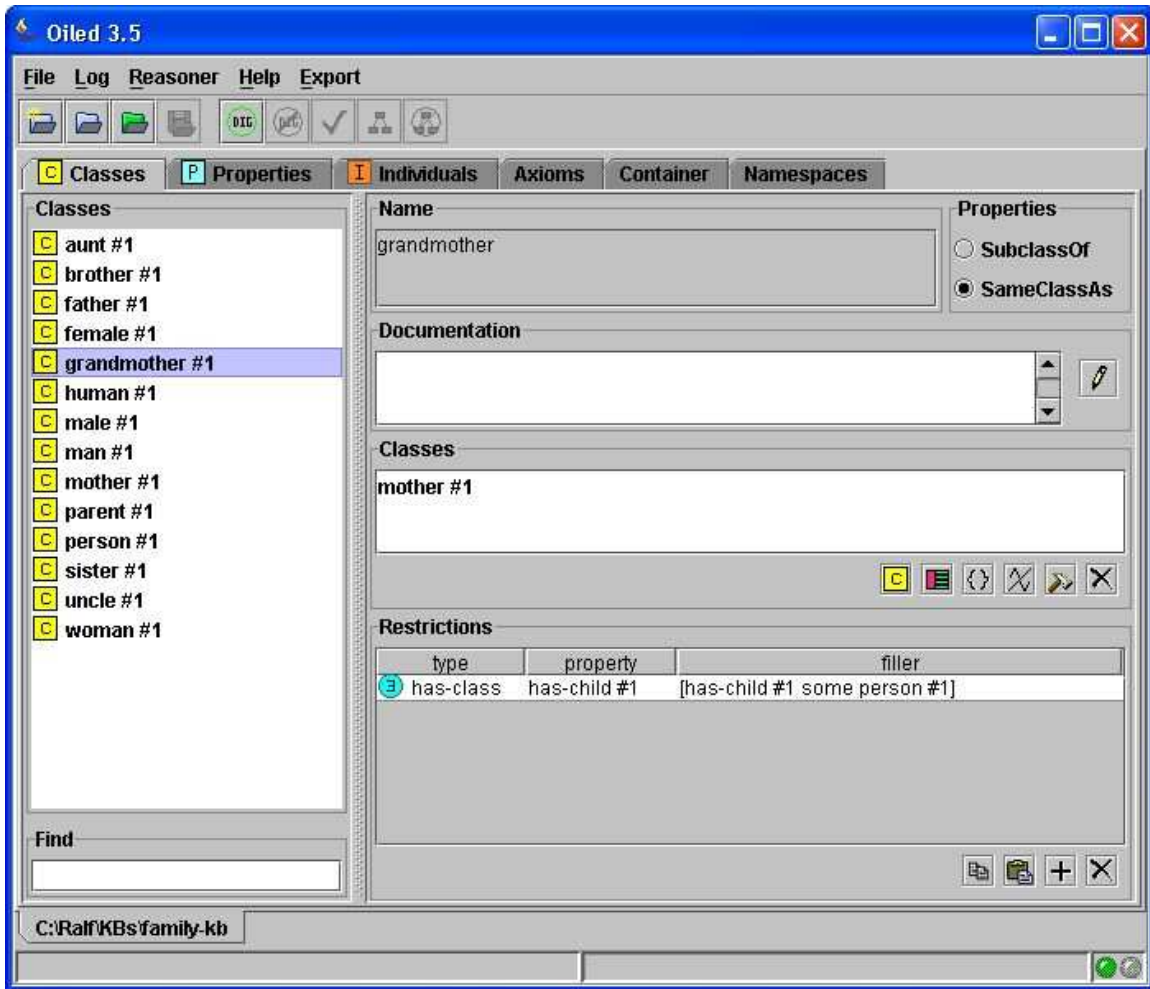 Oiled 3.5
File Log Reasoner Help Export
DIG
C Classes P Properties I Individuals Axioms Container Namespaces
Classes
C aunt #1
C brother #1
C father #1
C female #1
C grandmother #1
C human #1
C male #1
C man #1
C mother #1
C parent #1
C person #1
C sister #1
C uncle #1
C woman #1
Find
Name
grandmother
Properties
SubclassOf
SameClassAs
Documentation
Classes
mother #1
C {}
Restrictions
type property filler
∃ has-class has-child #1 [has-child #1 some person #1]
C:\Ralf\KBs\family-kb